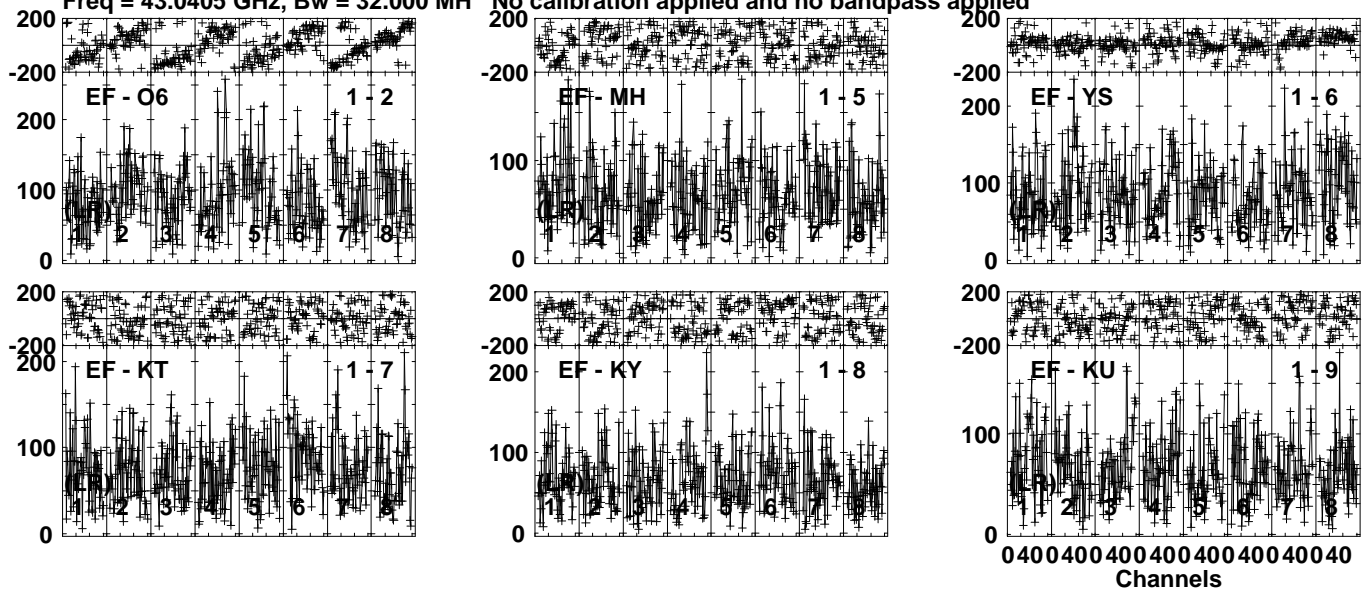 Freq = 43.0405 GHz, Bw = 32.000 MH No calibration applied and no bandpass applied
200 200 200
-200 -200 -200
EF - O6 1 - 2 EF - MH 1 - 5 EF - YS 1 - 6
200 200
100 100 100
(LR) (LR) (LR)
1 2 3 4 5 6 7 8 1 2 3 4 5 6 7 8 1 2 3 4 5 6 7 8
0 0 0
200 200 200
-200 -200 -200
200 EF - KT 1 - 7 200 EF - KY 1 - 8 EF - KU 1 - 9
100 100 100
(LR) (LR) (LR)
1 2 3 4 5 6 7 8 1 2 3 4 5 6 7 8 1 2 3 4 5 6 7 8
0 0 0
0 40 0 40 0 40 0 40 0 40 0 40 0 40 0 40
Channels